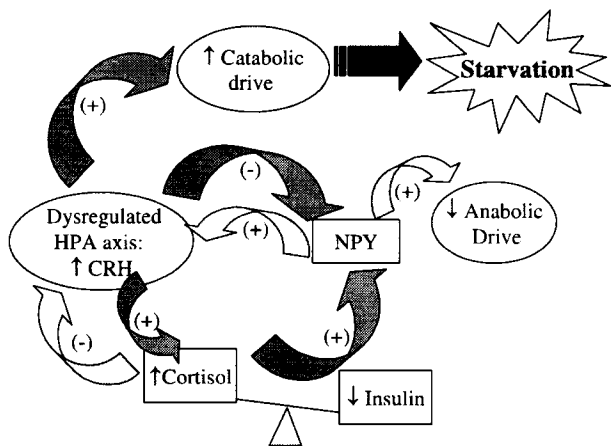 ↑ Catabolic
drive
Starvation
(+)
(-)
(+)
Dysregulated
HPA axis:
↑ CRH
(+)
NPY
↓ Anabolic
Drive
(-)
(+)
(+)
↑Cortisol
↓ Insulin